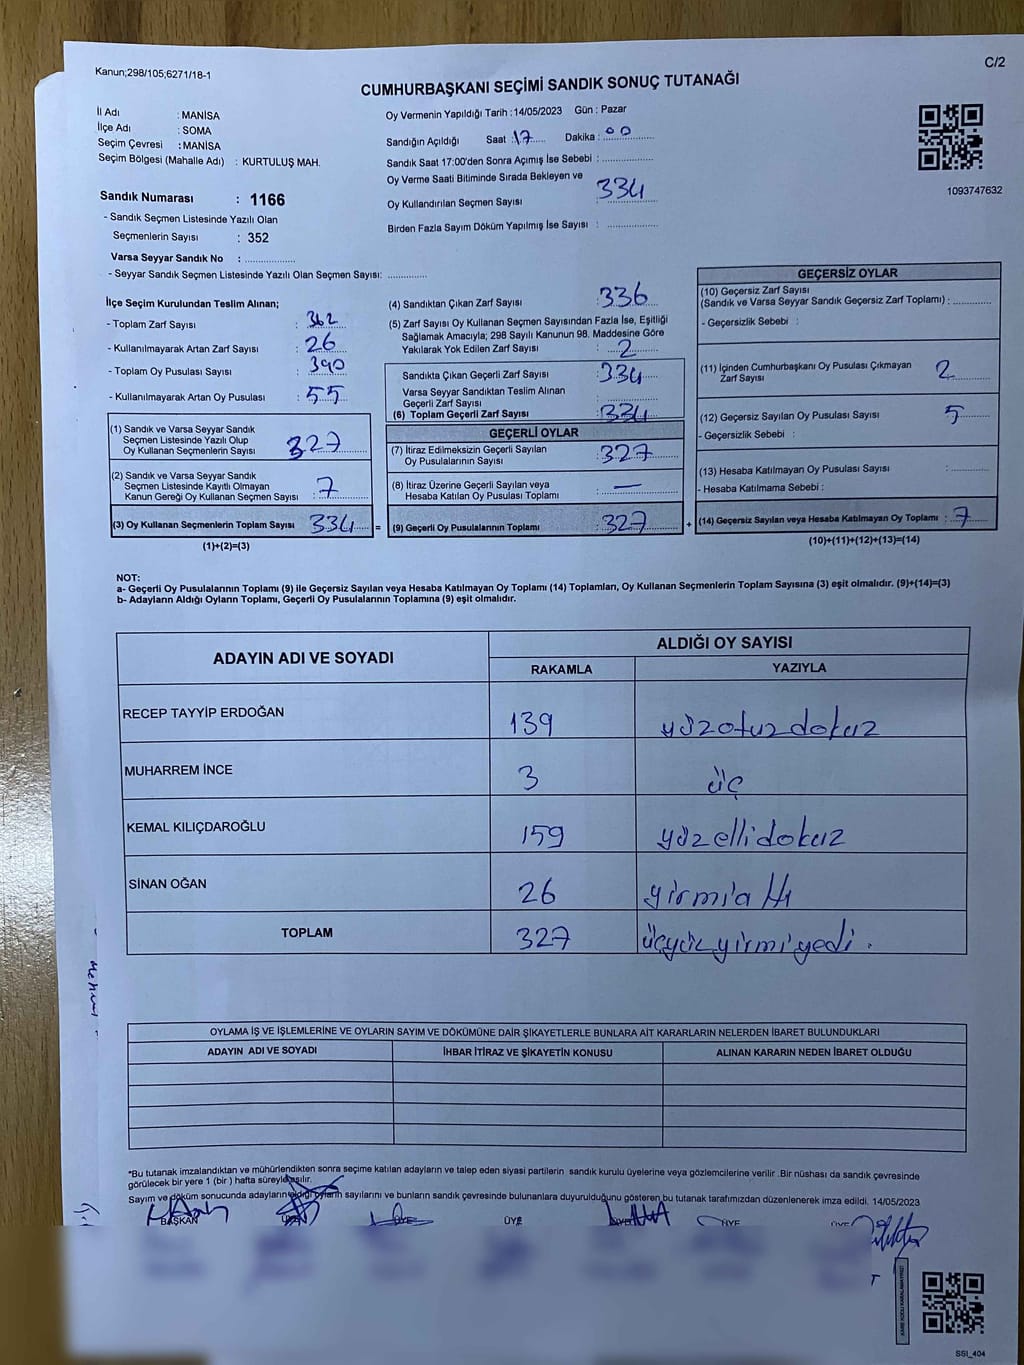 Kanun;298/105;6271/18-1
C/2
CUMHURBAŞKANI SEÇİMİ SANDIK SONUÇ TUTANAĞI
İl Adı : MANİSA
İlçe Adı : SOMA
Seçim Çevresi : MANİSA
Seçim Bölgesi (Mahalle Adı) : KURTULUŞ MAH.
Sandık Numarası : 1166
- Sandık Seçmen Listesinde Yazılı Olan
Seçmenlerin Sayısı : 352
Varsa Seyyar Sandık No :
- Seyyar Sandık Seçmen Listesinde Yazılı Olan Seçmen Sayısı:
Oy Vermenin Yapıldığı Tarih :14/05/2023 Gün : Pazar
Sandığın Açıldığı Saat :17 Dakika : 00
Sandık Saat 17:00'den Sonra Açımış İse Sebebi :
Oy Verme Saati Bitiminde Sırada Bekleyen ve
Oy Kullandırılan Seçmen Sayısı 334
Birden Fazla Sayım Döküm Yapılmış İse Sayısı :
1093747632
İlçe Seçim Kurulundan Teslim Alınan;
- Toplam Zarf Sayısı : 362
- Kullanılmayarak Artan Zarf Sayısı : 26
- Toplam Oy Pusulası Sayısı : 390
- Kullanılmayarak Artan Oy Pusulası : 55
(1) Sandık ve Varsa Seyyar Sandık
Seçmen Listesinde Yazılı Olup
Oy Kullanan Seçmenlerin Sayısı 327
(2) Sandık ve Varsa Seyyar Sandık
Seçmen Listesinde Kayıtlı Olmayan
Kanun Gereği Oy Kullanan Seçmen Sayısı : 7
(3) Oy Kullanan Seçmenlerin Toplam Sayısı 334 =
(1)+(2)=(3)
(4) Sandıktan Çıkan Zarf Sayısı : 336
(5) Zarf Sayısı Oy Kullanan Seçmen Sayısından Fazla İse, Eşitliği
Sağlamak Amacıyla; 298 Sayılı Kanunun 98. Maddesine Göre
Yakılarak Yok Edilen Zarf Sayısı : 2
Sandıkta Çıkan Geçerli Zarf Sayısı : 334
Varsa Seyyar Sandıktan Teslim Alınan
Geçerli Zarf Sayısı :
(6) Toplam Geçerli Zarf Sayısı : 334
GEÇERLİ OYLAR
(7) İtiraz Edilmeksizin Geçerli Sayılan
Oy Pusulalarının Sayısı : 327
(8) İtiraz Üzerine Geçerli Sayılan veya
Hesaba Katılan Oy Pusulası Toplamı : —
(9) Geçerli Oy Pusulalarının Toplamı : 327 +
GEÇERSİZ OYLAR
(10) Geçersiz Zarf Sayısı
(Sandık ve Varsa Seyyar Sandık Geçersiz Zarf Toplamı) :
- Geçersizlik Sebebi :
(11) İçinden Cumhurbaşkanı Oy Pusulası Çıkmayan
Zarf Sayısı 2
(12) Geçersiz Sayılan Oy Pusulası Sayısı : 5
- Geçersizlik Sebebi :
(13) Hesaba Katılmayan Oy Pusulası Sayısı :
- Hesaba Katılmama Sebebi :
(14) Geçersiz Sayılan veya Hesaba Katılmayan Oy Toplamı : 7
(10)+(11)+(12)+(13)=(14)
NOT:
a- Geçerli Oy Pusulalarının Toplamı (9) ile Geçersiz Sayılan veya Hesaba Katılmayan Oy Toplamı (14) Toplamları, Oy Kullanan Seçmenlerin Toplam Sayısına (3) eşit olmalıdır. (9)+(14)=(3)
b- Adayların Aldığı Oyların Toplamı, Geçerli Oy Pusulalarının Toplamına (9) eşit olmalıdır.
ADAYIN ADI VE SOYADI
ALDIĞI OY SAYISI
RAKAMLA YAZIYLA
RECEP TAYYİP ERDOĞAN 139 yüzotuzdokuz
MUHARREM İNCE 3 üç
KEMAL KILIÇDAROĞLU 159 yüzellidokuz
SİNAN OĞAN 26 yirmialtı
TOPLAM 327 üçyüzyirmiyedi.
OYLAMA İŞ VE İŞLEMLERİNE VE OYLARIN SAYIM VE DÖKÜMÜNE DAİR ŞİKAYETLERLE BUNLARA AİT KARARLARIN NELERDEN İBARET BULUNDUKLARI
ADAYIN ADI VE SOYADI İHBAR İTİRAZ VE ŞİKAYETİN KONUSU ALINAN KARARIN NEDEN İBARET OLDUĞU
*Bu tutanak imzalandıktan ve mühürlendikten sonra seçime katılan adayların ve talep eden siyasi partilerin sandık kurulu üyelerine veya gözlemcilerine verilir .Bir nüshası da sandık çevresinde
görülecek bir yere 1 (bir ) hafta süreyle asılır.
Sayım ve döküm sonucunda adayların aldığı oyların sayılarını ve bunların sandık çevresinde bulunanlara duyurulduğunu gösteren bu tutanak tarafımızdan düzenlenerek imza edildi. 14/05/2023
BAŞKAN ÜYE ÜYE ÜYE ÜYE ÜYE ÜYE
SSI_404